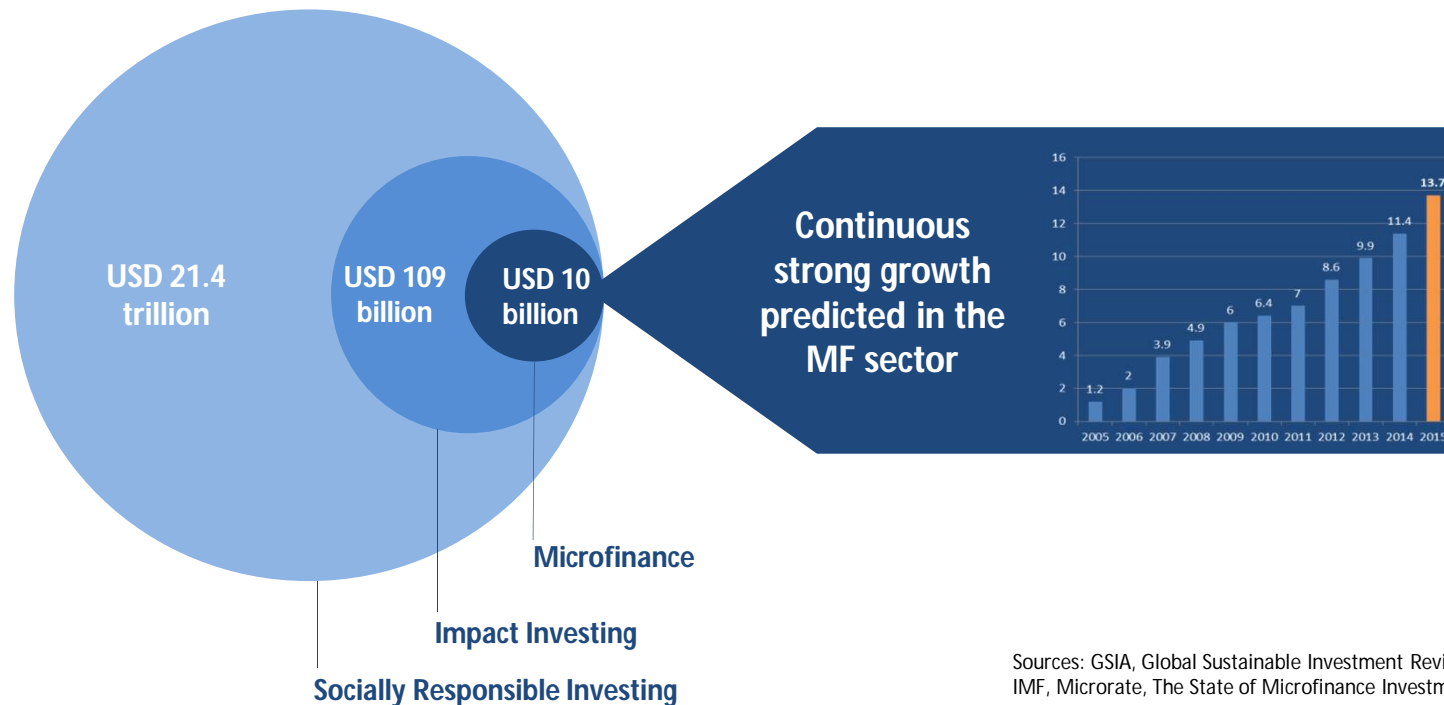 USD 21.4
trillion
USD 109
billion
USD 10
billion
Microfinance
Impact Investing
Socially Responsible Investing
Continuous
strong growth
predicted in the
MF sector
16
14
12
10
8
6
4
2
0
1.2
2
3.9
4.9
6
6.4
7
8.6
9.9
11.4
13.7
2005 2006 2007 2008 2009 2010 2011 2012 2013 2014 2015
Sources: GSIA, Global Sustainable Investment Revi
IMF, Microrate, The State of Microfinance Investm